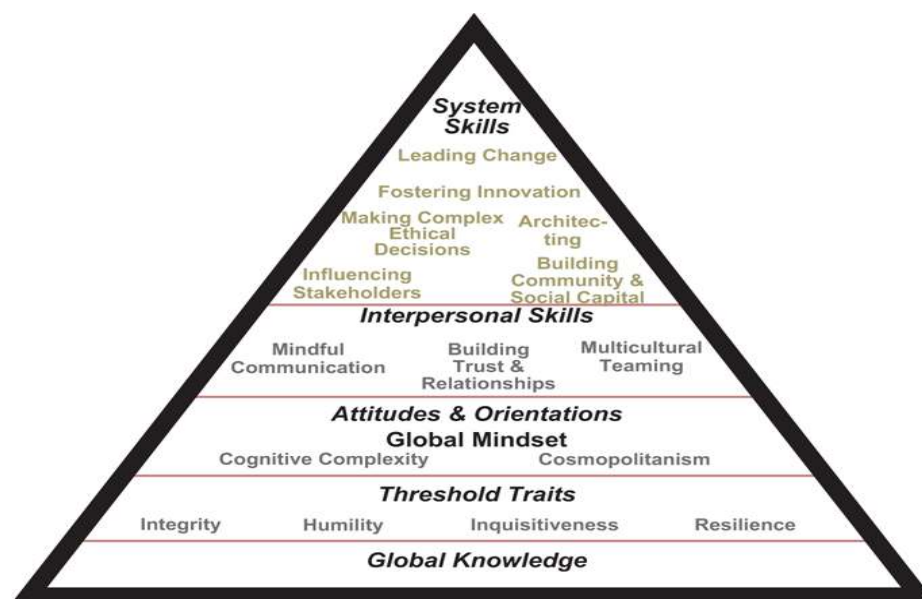 System
Skills
Leading Change
Fostering Innovation
Making Complex
Ethical
Decisions
Architec-
ting
Influencing
Stakeholders
Building
Community &
Social Capital
Interpersonal Skills
Mindful
Communication
Building
Trust &
Relationships
Multicultural
Teaming
Attitudes & Orientations
Global Mindset
Cognitive Complexity
Cosmopolitanism
Threshold Traits
Integrity
Humility
Inquisitiveness
Resilience
Global Knowledge